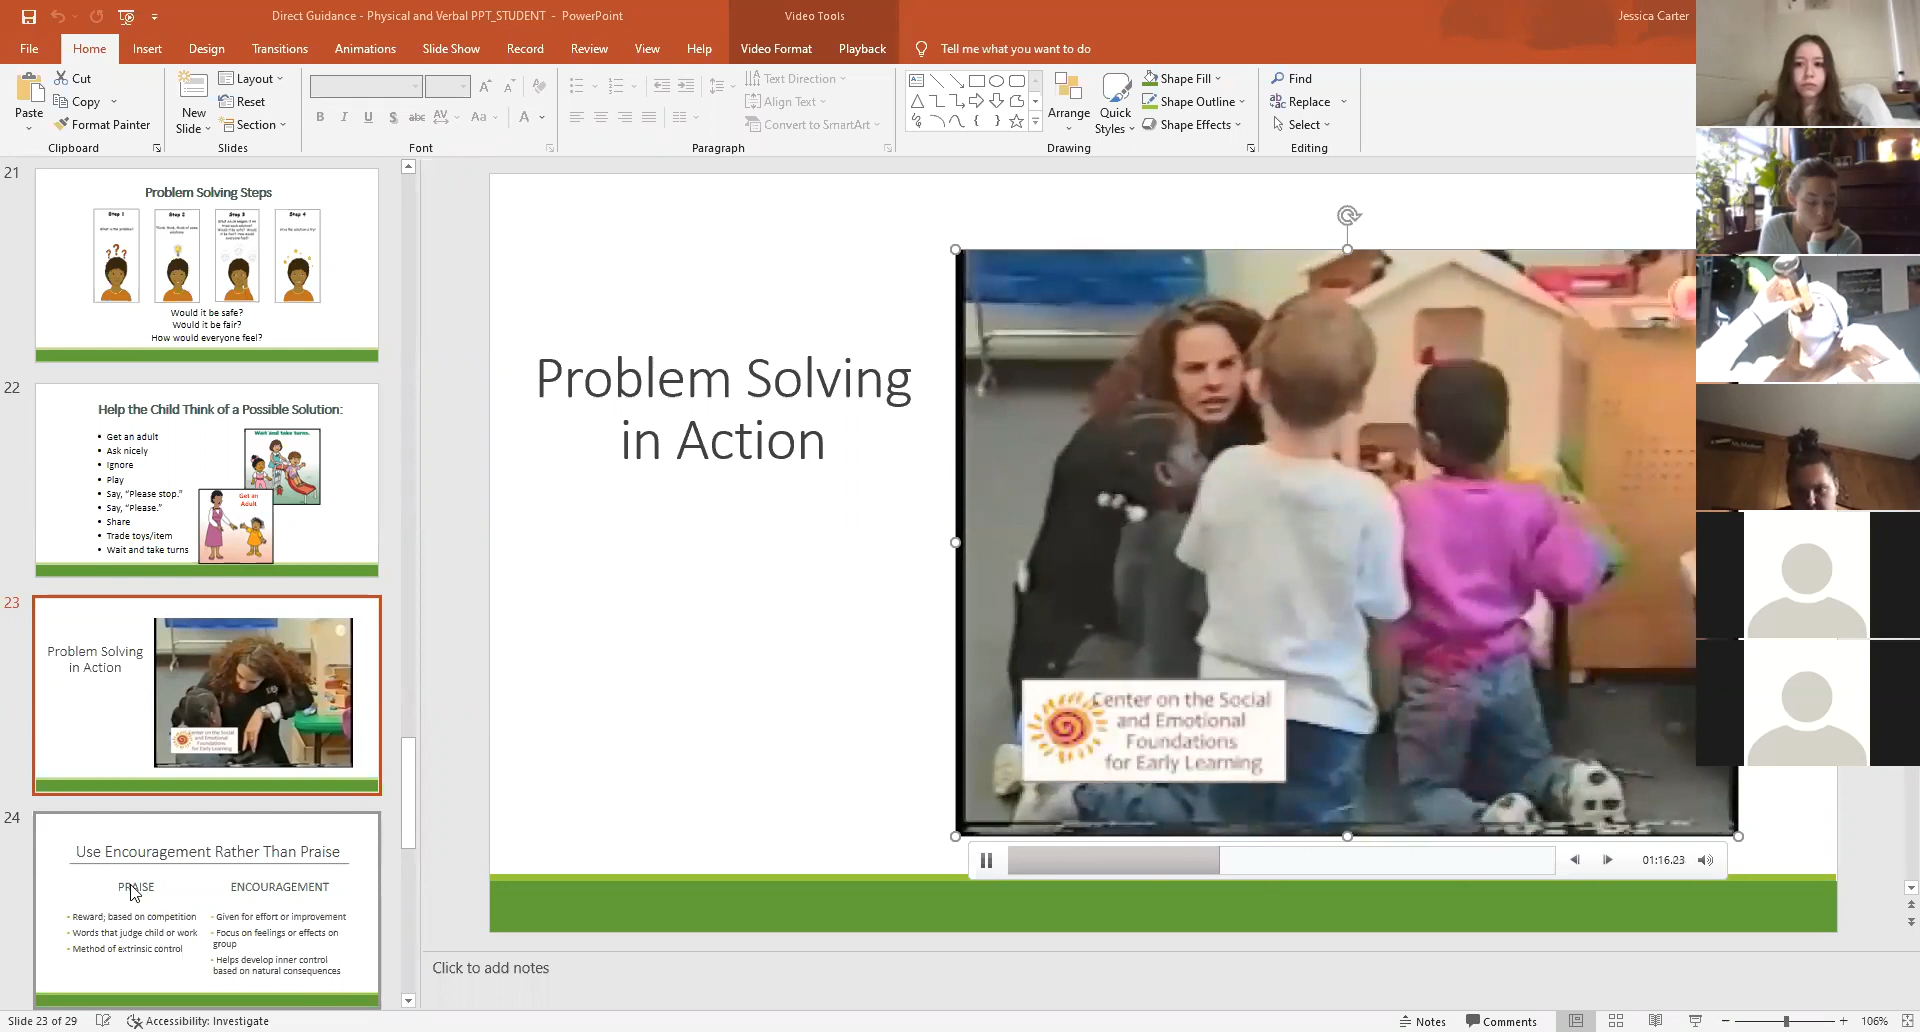 Direct Guidance - Physical and Verbal PPT_STUDENT - PowerPoint
Video Tools
Jessica Carter
File
Home
Insert
Design
Transitions
Animations
Slide Show
Record
Review
View
Help
Video Format
Playback
Tell me what you want to do
Paste
Cut
Copy
Format Painter
Clipboard
New
Slide
Layout
Reset
Section
Slides
B I U S abc AV Aa A
Font
Text Direction
Align Text
Convert to SmartArt
Paragraph
Arrange
Quick
Styles
Shape Fill
Shape Outline
Shape Effects
Drawing
Find
Replace
Select
Editing
21
Problem Solving Steps
Step 1
Step 2
Step 3
Step 4
Would it be safe?
Would it be fair?
How would everyone feel?
22
Help the Child Think of a Possible Solution:
• Get an adult
• Ask nicely
• Ignore
• Play
• Say, "Please stop."
• Say, "Please."
• Share
• Trade toys/item
• Wait and take turns
Wait and take turns.
Get an
Adult
23
Problem Solving
in Action
Center on the Social
and Emotional
Foundations
for Early Learning
24
Use Encouragement Rather Than Praise
PRAISE
• Reward; based on competition
• Words that judge child or work
• Method of extrinsic control
ENCOURAGEMENT
• Given for effort or improvement
• Focus on feelings or effects on
group
• Helps develop inner control
based on natural consequences
Problem Solving
in Action
Center on the Social
and Emotional
Foundations
for Early Learning
01:16.23
Click to add notes
Slide 23 of 29
Accessibility: Investigate
Notes
Comments
106%